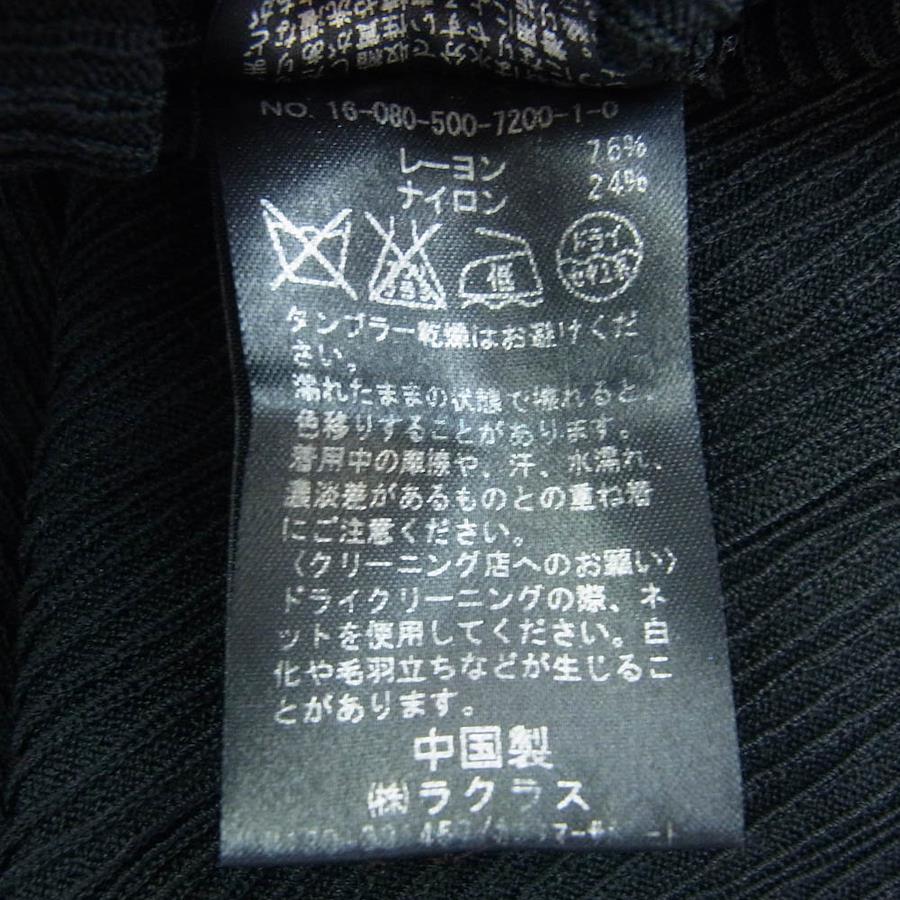 NO. 16-080-500-7200-1-0
レーヨン 76%
ナイロン 24%
低
ドライ
セキユ系
タンブラー乾燥はお避けくだ
さい。
濡れたままの状態で壊れると、
色移りすることがあります。
着用中の摩擦や、汗、水濡れ、
濃淡差があるものとの重ね着
にご注意ください。
〈クリーニング店へのお願い〉
ドライクリーニングの際、ネ
ットを使用してください。白
化や毛羽立ちなどが生じるこ
とがあります。
中国製
㈱ラクラス